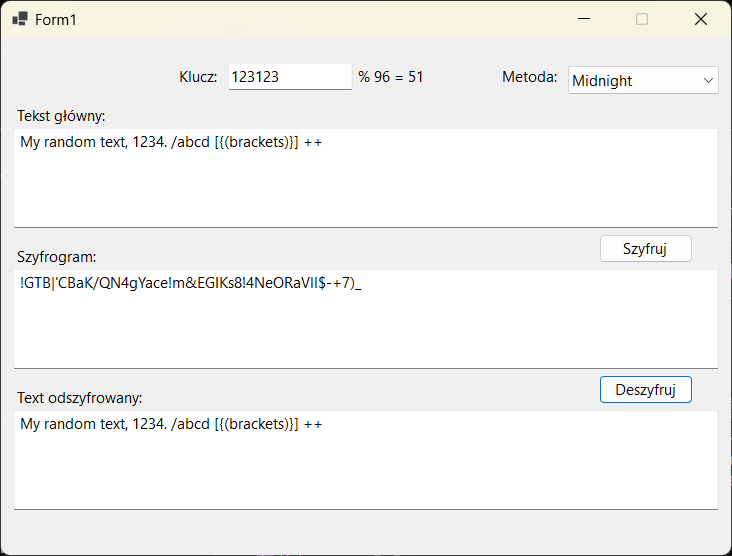 Form1
Klucz: 123123 % 96 = 51 Metoda: Midnight
Tekst główny:
My random text, 1234. /abcd [{(brackets)}] ++
Szyfrogram: Szyfruj
!GTB|'CBaK/QN4gYace!m&EGIKs8!4NeORaVII$-+7)_
Text odszyfrowany: Deszyfruj
My random text, 1234. /abcd [{(brackets)}] ++